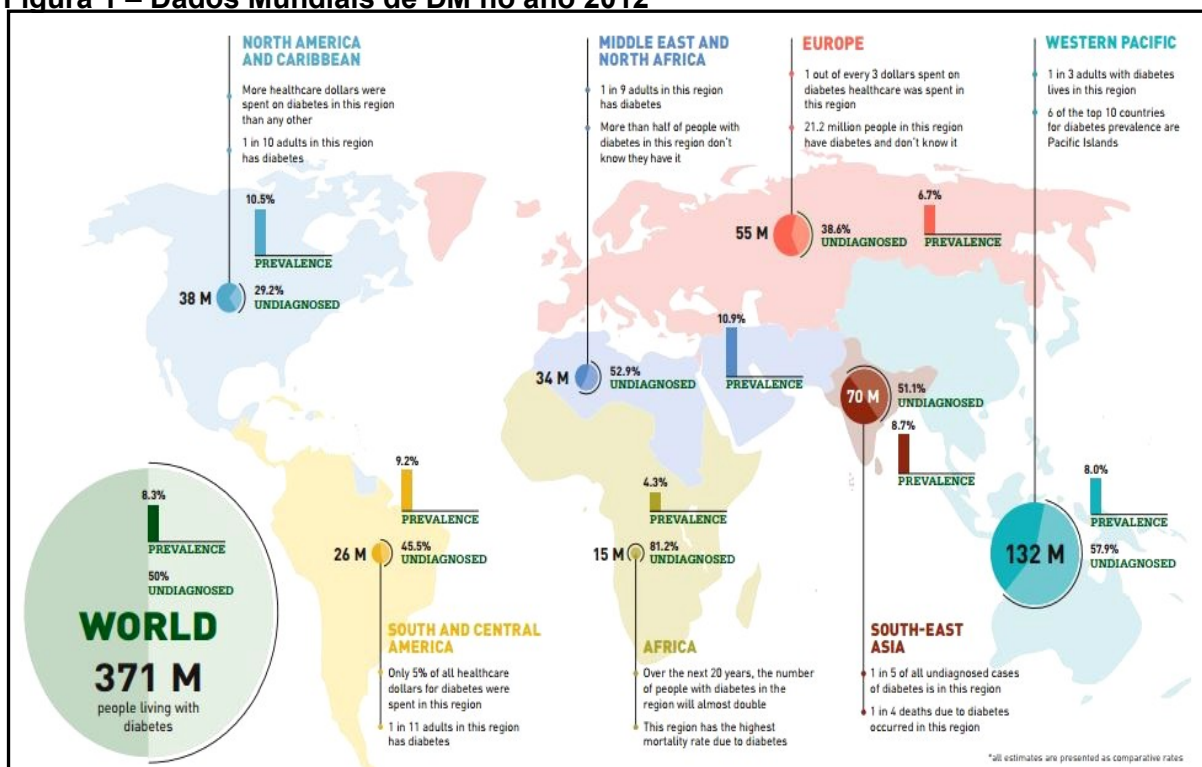 Figura 1 – Dados Mundiais de DM no ano 2012
NORTH AMERICA
AND CARIBBEAN
More healthcare dollars were
spent on diabetes in this region
than any other
1 in 10 adults in this region
has diabetes
10.5%
PREVALENCE
38 M
29.2%
UNDIAGNOSED
MIDDLE EAST AND
NORTH AFRICA
1 in 9 adults in this region
has diabetes
More than half of people with
diabetes in this region don't
know they have it
10.9%
PREVALENCE
34 M
52.9%
UNDIAGNOSED
EUROPE
1 out of every 3 dollars spent on
diabetes healthcare was spent in
this region
21.2 million people in this region
have diabetes and don't know it
6.7%
PREVALENCE
55 M
38.6%
UNDIAGNOSED
WESTERN PACIFIC
1 in 3 adults with diabetes
lives in this region
6 of the top 10 countries
for diabetes prevalence are
Pacific Islands
8.0%
PREVALENCE
132 M
57.9%
UNDIAGNOSED
8.3%
PREVALENCE
50%
UNDIAGNOSED
WORLD
371 M
people living with
diabetes
9.2%
PREVALENCE
26 M
45.5%
UNDIAGNOSED
SOUTH AND CENTRAL
AMERICA
Only 5% of all healthcare
dollars for diabetes were
spent in this region
1 in 11 adults in this region
has diabetes
4.3%
PREVALENCE
15 M
81.2%
UNDIAGNOSED
AFRICA
Over the next 20 years, the number
of people with diabetes in the
region will almost double
This region has the highest
mortality rate due to diabetes
70 M
51.1%
UNDIAGNOSED
8.7%
PREVALENCE
SOUTH-EAST
ASIA
1 in 5 of all undiagnosed cases
of diabetes is in this region
1 in 4 deaths due to diabetes
occurred in this region
*all estimates are presented as comparative rates